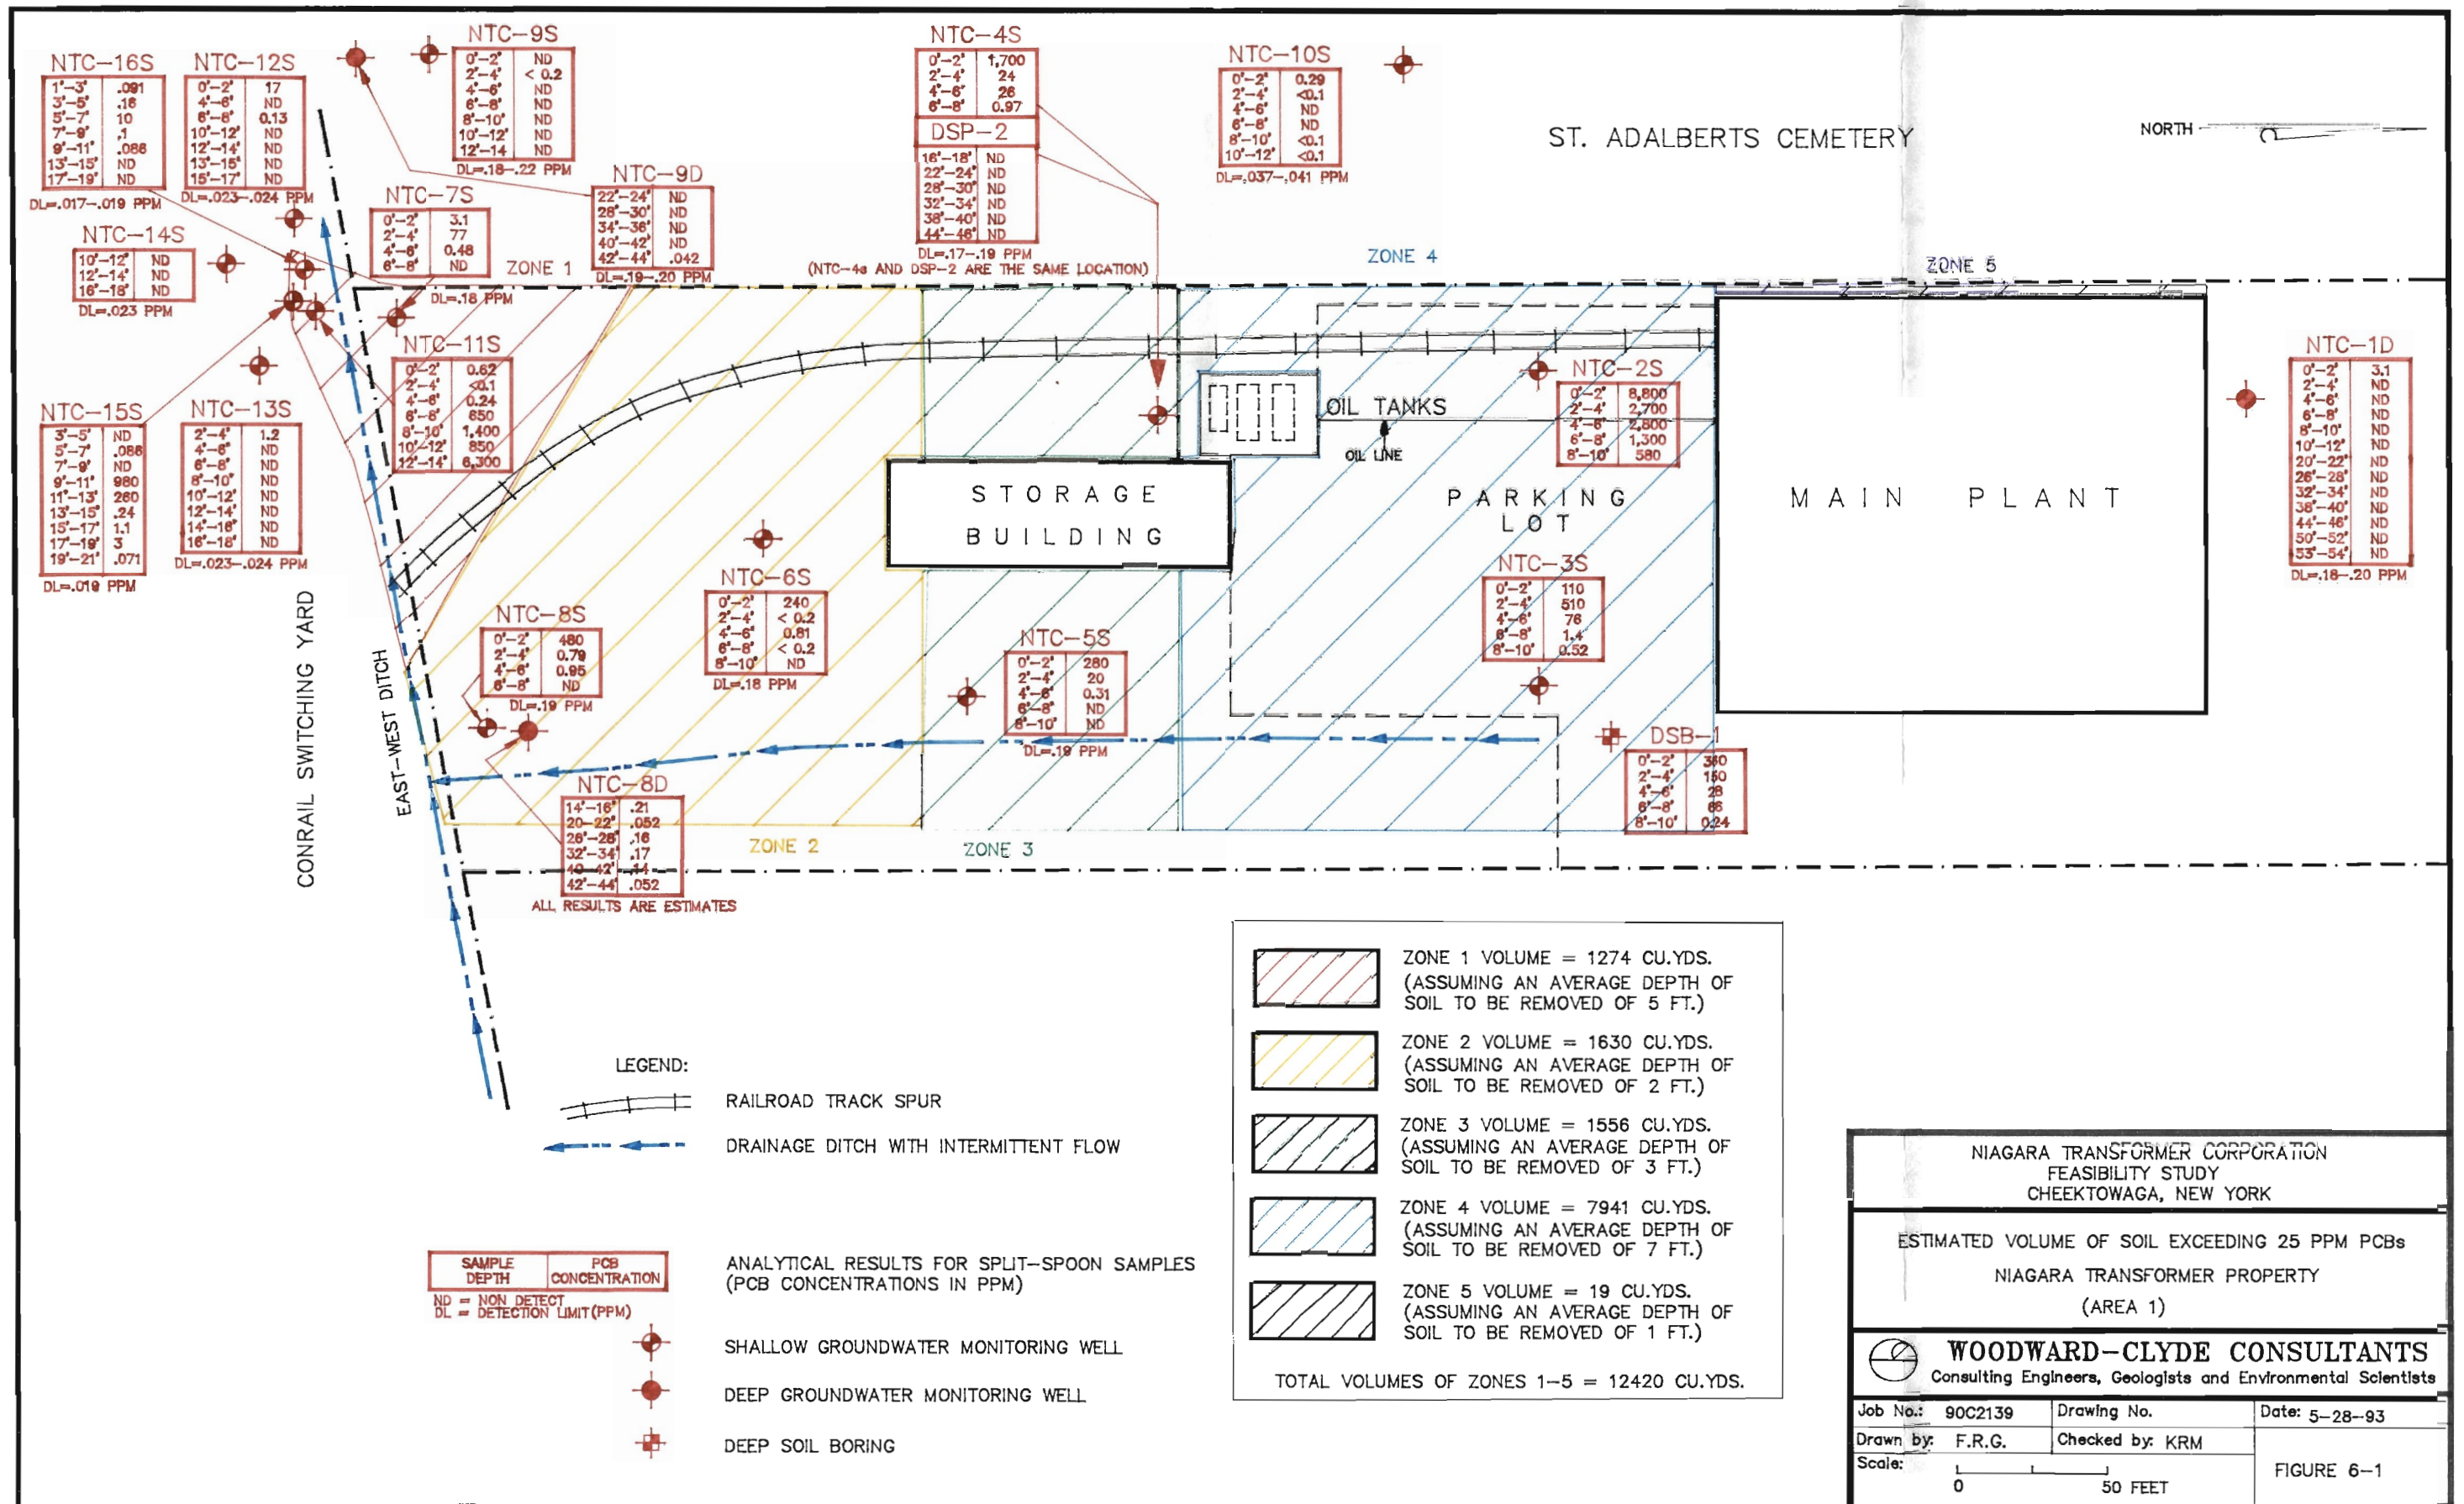 NTC-16S
1'-3' .091
3'-5' .16
5'-7' 10
7'-9' .1
9'-11' .086
13'-15' ND
17'-19' ND
DL=.017-.019 PPM
NTC-12S
0'-2' 17
4'-6' ND
6'-8' 0.13
10'-12' ND
12'-14' ND
13'-15' ND
15'-17' ND
DL=.023-.024 PPM
NTC-9S
0'-2' ND
2'-4' < 0.2
4'-6' ND
6'-8' ND
8'-10' ND
10'-12' ND
12'-14 ND
DL=.18-.22 PPM
NTC-4S
0'-2' 1,700
2'-4' 24
4'-6' 26
6'-8' 0.97
DSP-2
16'-18' ND
22'-24' ND
28'-30' ND
32'-34' ND
38'-40' ND
44'-46' ND
DL=.17-.19 PPM
(NTC-4s AND DSP-2 ARE THE SAME LOCATION)
NTC-10S
0'-2' 0.29
2'-4' <0.1
4'-6' ND
6'-8' ND
8'-10' <0.1
10'-12' <0.1
DL=.037-.041 PPM
ST. ADALBERTS CEMETERY
NORTH
NTC-14S
10'-12' ND
12'-14' ND
16'-18' ND
DL=.023 PPM
NTC-7S
0'-2' 3.1
2'-4' 77
4'-6' 0.48
6'-8' ND
DL=.18 PPM
NTC-9D
22'-24' ND
28'-30' ND
34'-36' ND
40'-42' ND
42'-44' .042
DL=.19-.20 PPM
ZONE 1
ZONE 4
ZONE 5
NTC-11S
0'-2' 0.62
2'-4' <0.1
4'-6' 0.24
6'-8' 650
8'-10' 1,400
10'-12' 850
12'-14' 6,300
NTC-15S
3'-5' ND
5'-7' .086
7'-9' ND
9'-11' 980
11'-13' 260
13'-15' .24
15'-17' 1.1
17'-19' 3
19'-21' .071
DL=.019 PPM
NTC-13S
2'-4' 1.2
4'-6' ND
6'-8' ND
8'-10' ND
10'-12' ND
12'-14' ND
14'-16' ND
16'-18' ND
DL=.023-.024 PPM
NTC-2S
0'-2' 8,800
2'-4' 2,700
4'-6' 2,800
6'-8' 1,300
8'-10' 580
OIL TANKS
OIL LINE
NTC-1D
0'-2' 3.1
2'-4' ND
4'-6' ND
6'-8' ND
8'-10' ND
10'-12' ND
20'-22' ND
26'-28' ND
32'-34' ND
38'-40' ND
44'-46' ND
50'-52' ND
53'-54' ND
DL=.18-.20 PPM
STORAGE
BUILDING
PARKING
LOT
MAIN PLANT
NTC-3S
0'-2' 110
2'-4' 510
4'-6' 76
6'-8' 1.4
8'-10' 0.52
NTC-6S
0'-2' 240
2'-4' < 0.2
4'-6' 0.81
6'-8' < 0.2
8'-10' ND
DL=.18 PPM
NTC-8S
0'-2' 480
2'-4' 0.79
4'-6' 0.95
6'-8' ND
DL=.19 PPM
NTC-5S
0'-2' 280
2'-4' 20
4'-6' 0.31
6'-8' ND
8'-10' ND
DL=.19 PPM
DSB-1
0'-2'
2'-4' 150
4'-6' 28
6'-8' 66
8'-10' 0.24
NTC-8D
14'-16' .21
20-22' .052
26'-28' .16
32'-34' .17
40-42' .14
42'-44' .052
ALL RESULTS ARE ESTIMATES
CONRAIL SWITCHING YARD
EAST-WEST DITCH
ZONE 2
ZONE 3
ZONE 1 VOLUME = 1274 CU.YDS.
(ASSUMING AN AVERAGE DEPTH OF
SOIL TO BE REMOVED OF 5 FT.)
ZONE 2 VOLUME = 1630 CU.YDS.
(ASSUMING AN AVERAGE DEPTH OF
SOIL TO BE REMOVED OF 2 FT.)
ZONE 3 VOLUME = 1556 CU.YDS.
(ASSUMING AN AVERAGE DEPTH OF
SOIL TO BE REMOVED OF 3 FT.)
ZONE 4 VOLUME = 7941 CU.YDS.
(ASSUMING AN AVERAGE DEPTH OF
SOIL TO BE REMOVED OF 7 FT.)
ZONE 5 VOLUME = 19 CU.YDS.
(ASSUMING AN AVERAGE DEPTH OF
SOIL TO BE REMOVED OF 1 FT.)
TOTAL VOLUMES OF ZONES 1-5 = 12420 CU.YDS.
LEGEND:
RAILROAD TRACK SPUR
DRAINAGE DITCH WITH INTERMITTENT FLOW
SAMPLE DEPTH
PCB CONCENTRATION
ND = NON DETECT
DL = DETECTION LIMIT(PPM)
ANALYTICAL RESULTS FOR SPLIT-SPOON SAMPLES
(PCB CONCENTRATIONS IN PPM)
SHALLOW GROUNDWATER MONITORING WELL
DEEP GROUNDWATER MONITORING WELL
DEEP SOIL BORING
NIAGARA TRANSFORMER CORPORATION
FEASIBILITY STUDY
CHEEKTOWAGA, NEW YORK
ESTIMATED VOLUME OF SOIL EXCEEDING 25 PPM PCBs
NIAGARA TRANSFORMER PROPERTY
(AREA 1)
WOODWARD-CLYDE CONSULTANTS
Consulting Engineers, Geologists and Environmental Scientists
Job No.: 90C2139 Drawing No. Date: 5-28-93
Drawn by: F.R.G. Checked by: KRM
Scale: 0 50 FEET
FIGURE 6-1